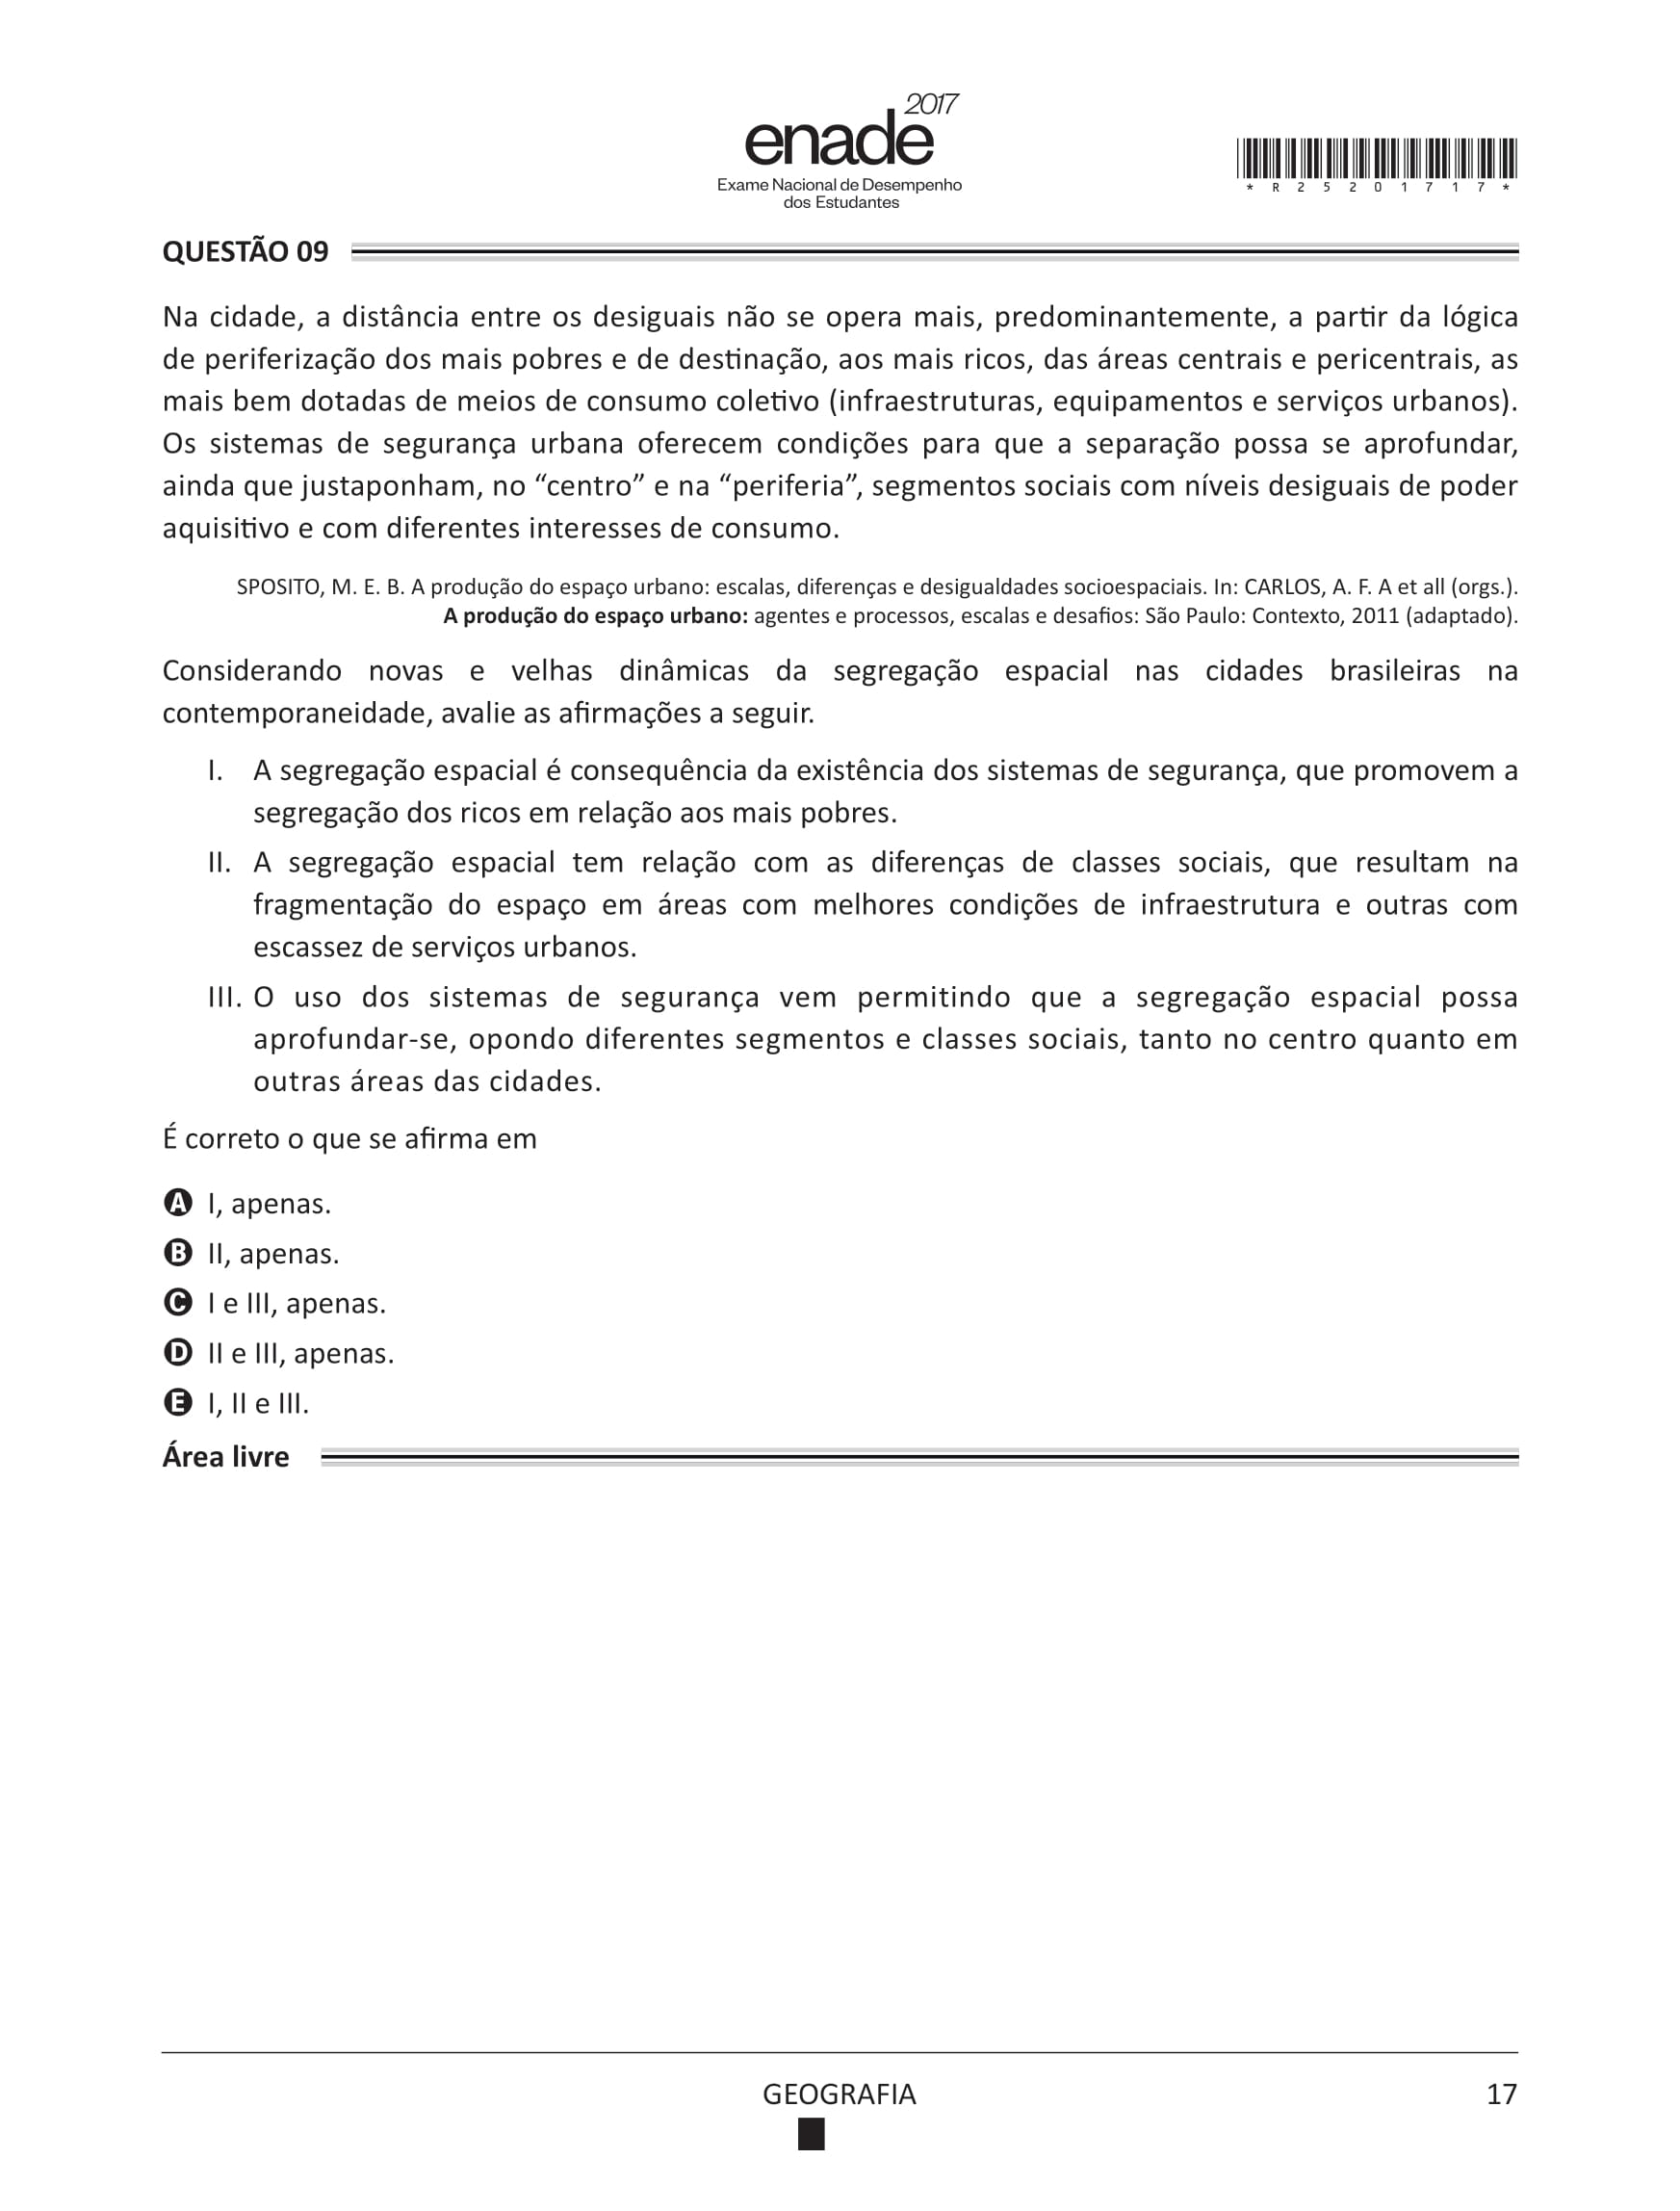 2017
enade
Exame Nacional de Desempenho
dos Estudantes
* R 2 5 2 0 1 7 1 7 *
QUESTÃO 09
Na cidade, a distância entre os desiguais não se opera mais, predominantemente, a partir da lógica
de periferização dos mais pobres e de destinação, aos mais ricos, das áreas centrais e pericentrais, as
mais bem dotadas de meios de consumo coletivo (infraestruturas, equipamentos e serviços urbanos).
Os sistemas de segurança urbana oferecem condições para que a separação possa se aprofundar,
ainda que justaponham, no “centro” e na “periferia”, segmentos sociais com níveis desiguais de poder
aquisitivo e com diferentes interesses de consumo.
SPOSITO, M. E. B. A produção do espaço urbano: escalas, diferenças e desigualdades socioespaciais. In: CARLOS, A. F. A et all (orgs.).
A produção do espaço urbano: agentes e processos, escalas e desafios: São Paulo: Contexto, 2011 (adaptado).
Considerando novas e velhas dinâmicas da segregação espacial nas cidades brasileiras na
contemporaneidade, avalie as afirmações a seguir.
I. A segregação espacial é consequência da existência dos sistemas de segurança, que promovem a
segregação dos ricos em relação aos mais pobres.
II. A segregação espacial tem relação com as diferenças de classes sociais, que resultam na
fragmentação do espaço em áreas com melhores condições de infraestrutura e outras com
escassez de serviços urbanos.
III. O uso dos sistemas de segurança vem permitindo que a segregação espacial possa
aprofundar-se, opondo diferentes segmentos e classes sociais, tanto no centro quanto em
outras áreas das cidades.
É correto o que se afirma em
A I, apenas.
B II, apenas.
C I e III, apenas.
D II e III, apenas.
E I, II e III.
Área livre
GEOGRAFIA
17